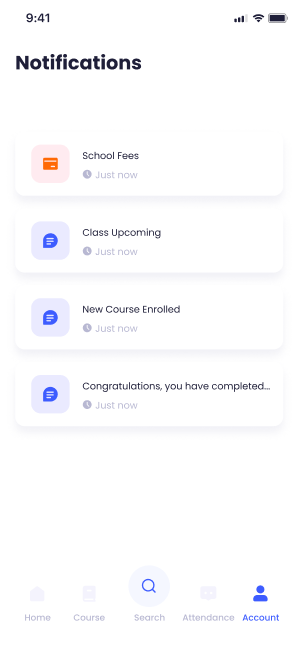 9:41
Notifications
School Fees
Just now
Class Upcoming
Just now
New Course Enrolled
Just now
Congratulations, you have completed...
Just now
Home Course Search Attendance Account